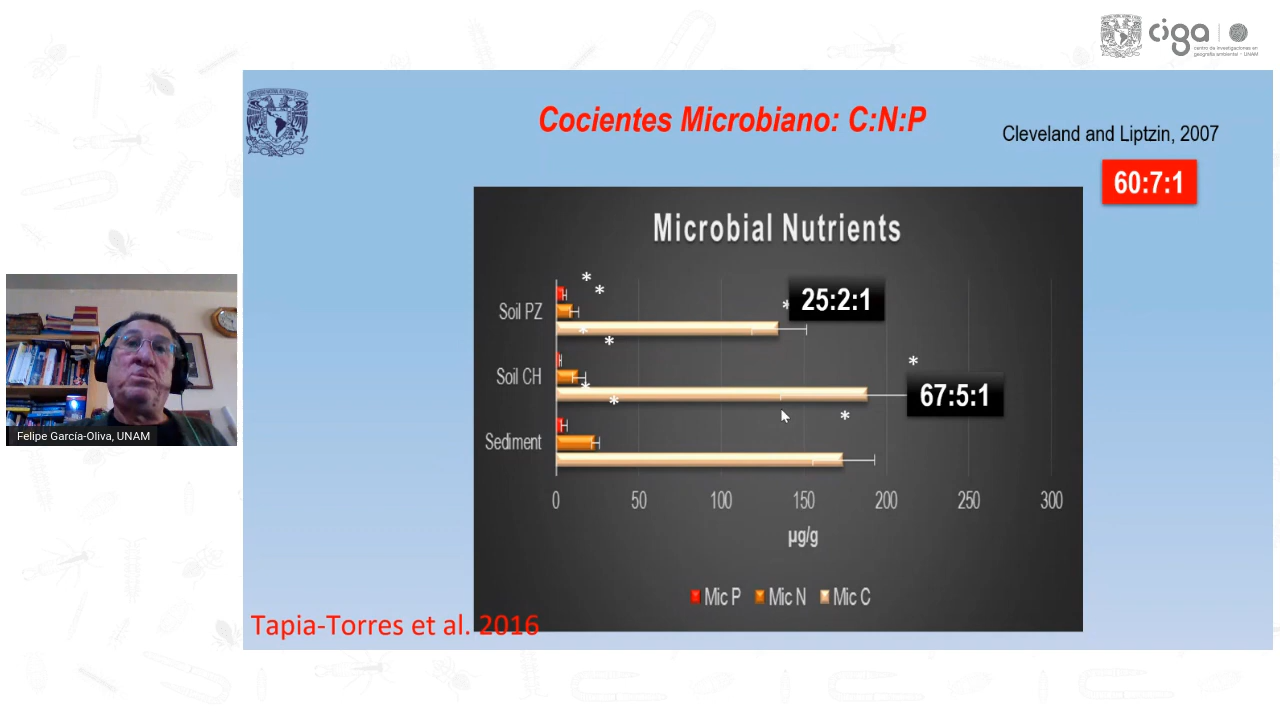 ciga
centro de investigaciones en
geografía ambiental - UNAM
Cocientes Microbiano: C:N:P
Cleveland and Liptzin, 2007
60:7:1
Microbial Nutrients
* * *
25:2:1
Soil PZ
* * *
Soil CH
67:5:1
* * *
Sediment
0 50 100 150 200 250 300
µg/g
Mic P Mic N Mic C
Tapia-Torres et al. 2016
Felipe García-Oliva, UNAM